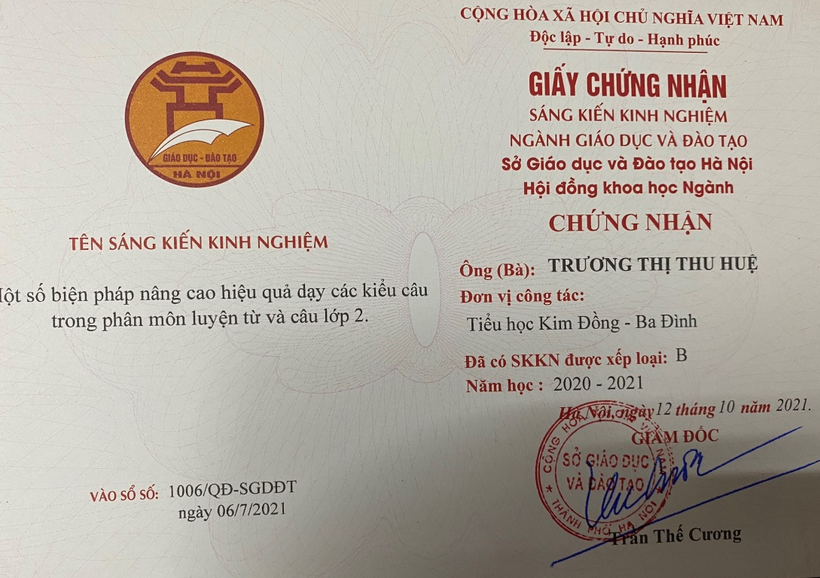 GIÁO DỤC - ĐÀO TẠO
HÀ NỘI
TÊN SÁNG KIẾN KINH NGHIỆM
Một số biện pháp nâng cao hiệu quả dạy các kiểu câu
trong phân môn luyện từ và câu lớp 2.
VÀO SỔ SỐ: 1006/QĐ-SGDĐT
ngày 06/7/2021
CỘNG HÒA XÃ HỘI CHỦ NGHĨA VIỆT NAM
Độc lập - Tự do - Hạnh phúc
GIẤY CHỨNG NHẬN
SÁNG KIẾN KINH NGHIỆM
NGÀNH GIÁO DỤC VÀ ĐÀO TẠO
Sở Giáo dục và Đào tạo Hà Nội
Hội đồng khoa học Ngành
CHỨNG NHẬN
Ông (Bà): TRƯƠNG THỊ THU HUỆ
Đơn vị công tác:
Tiểu học Kim Đồng - Ba Đình
Đã có SKKN được xếp loại: B
Năm học : 2020 - 2021
Hà Nội, ngày 12 tháng 10 năm 2021.
GIÁM ĐỐC
SỞ GIÁO DỤC
VÀ ĐÀO TẠO
THÀNH PHỐ HÀ NỘI
Trần Thế Cương